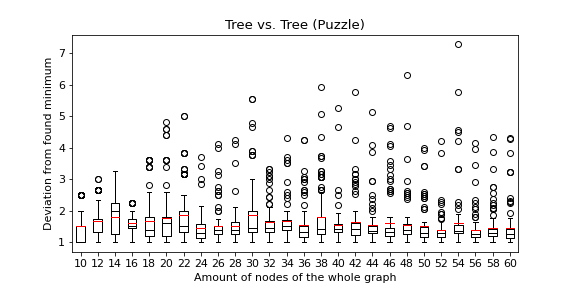 Tree vs. Tree (Puzzle)
Deviation from found minimum
7
6
5
4
3
2
1
10 12 14 16 18 20 22 24 26 28 30 32 34 36 38 40 42 44 46 48 50 52 54 56 58 60
Amount of nodes of the whole graph